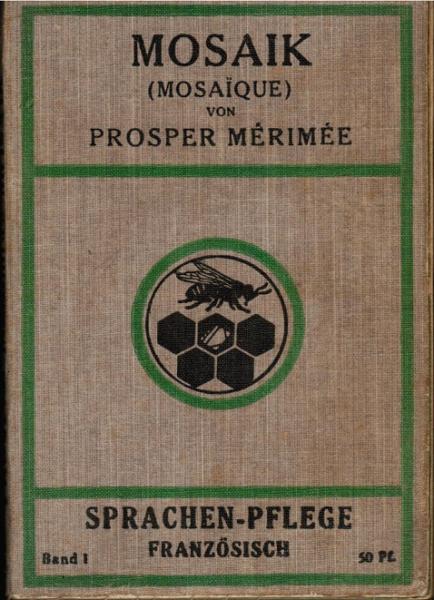 MOSAIK
(MOSAÏQUE)
VON
PROSPER MÉRIMÉE
SPRACHEN-PFLEGE
FRANZÖSISCH
Band 1 50 Pf.